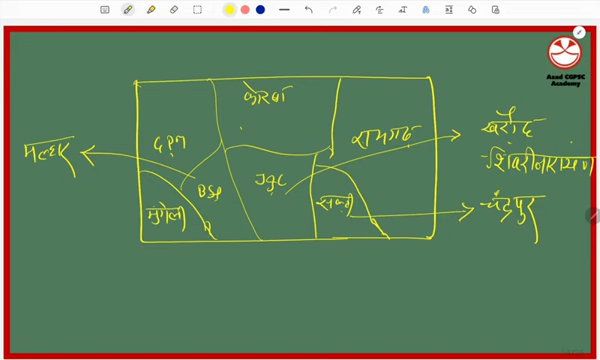 Azad CGPSC
Academy
कोरबा
GPM
रायगढ
खरौद
मल्हार
-शिवरीनारायण
BSP
JGC
मुंगेली
सक्ती
चंद्रपुर